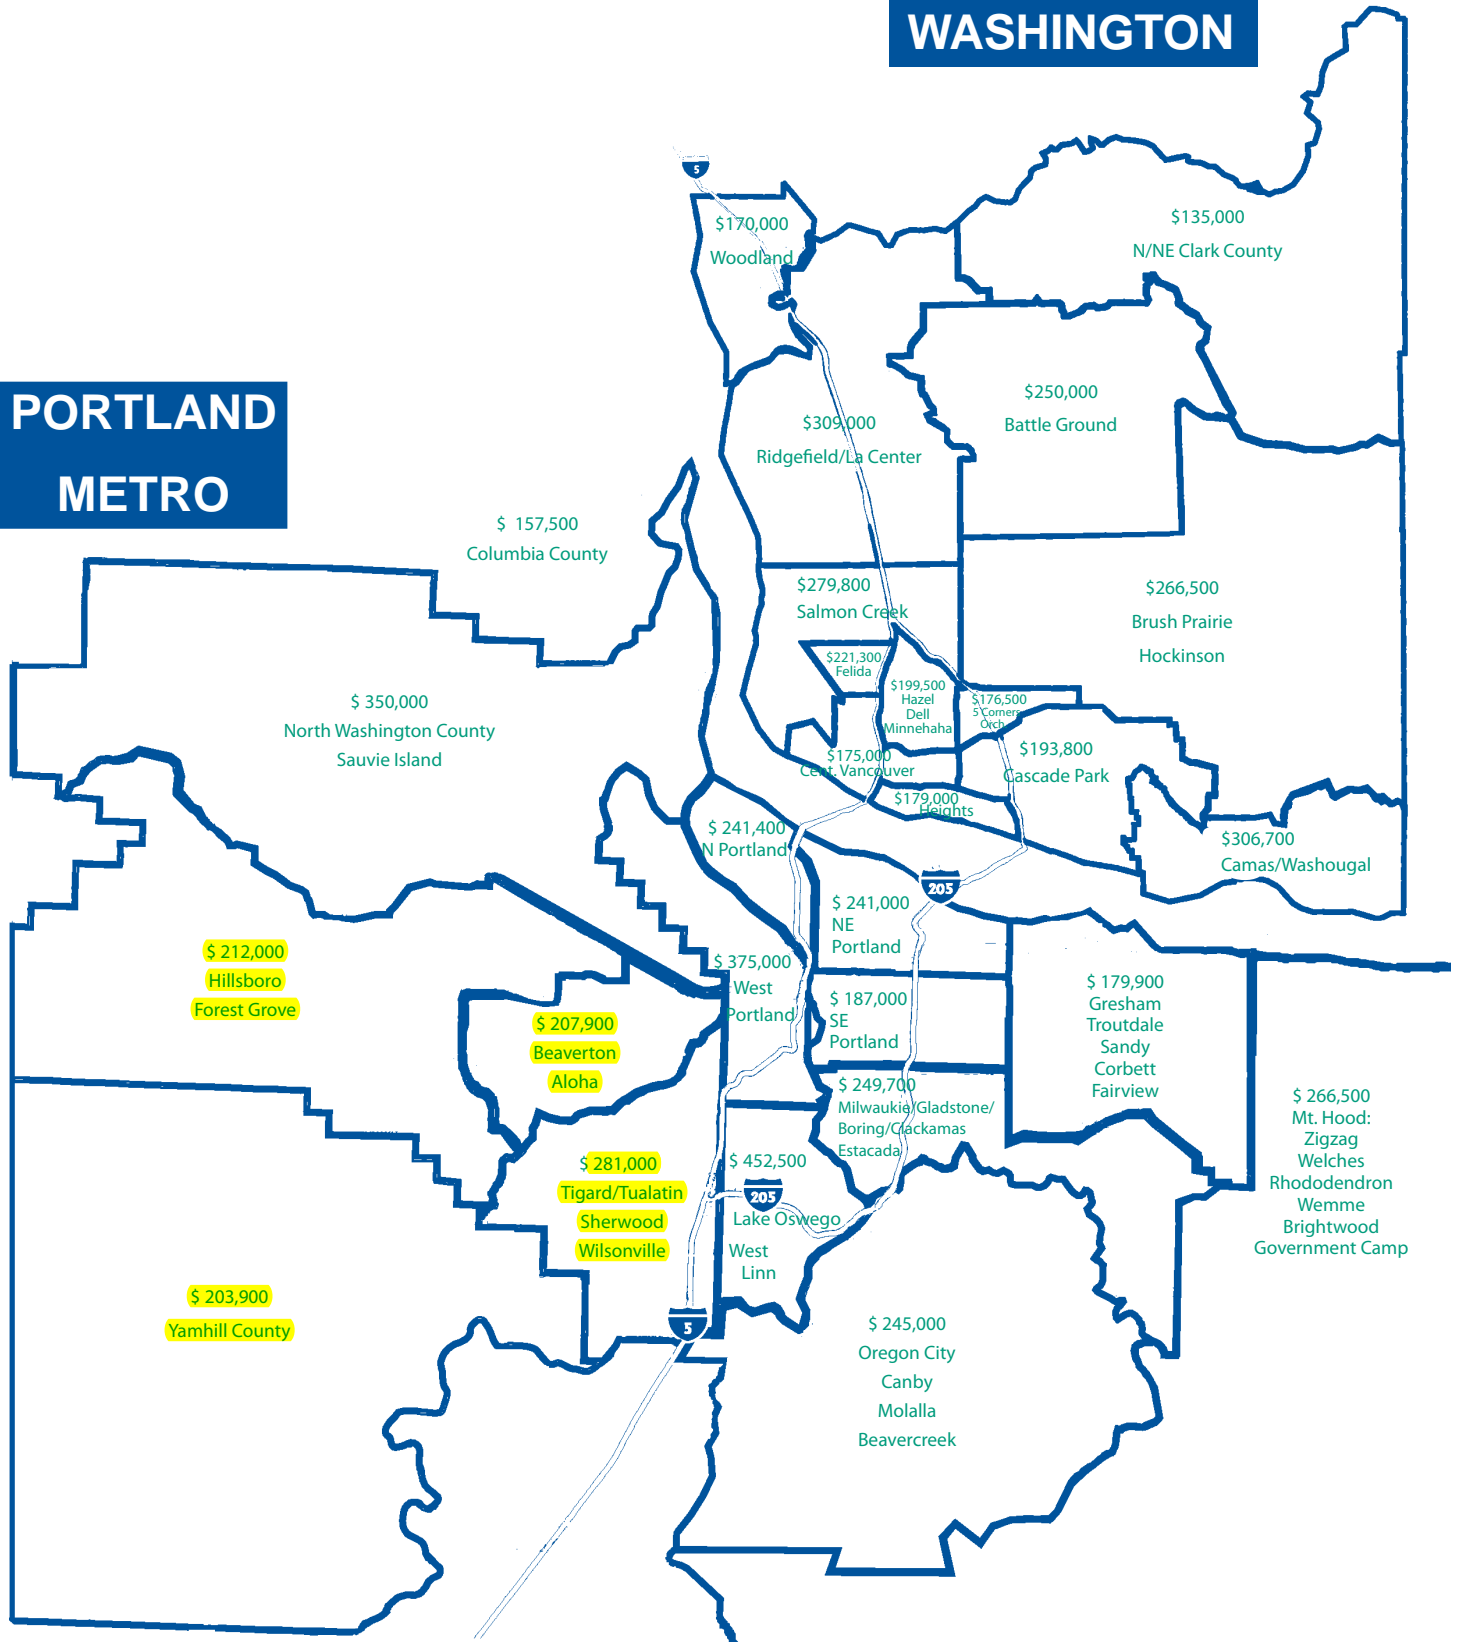 WASHINGTON
5
$170,000
Woodland
$135,000
N/NE Clark County
$250,000
Battle Ground
PORTLAND
METRO
$309,000
Ridgefield/La Center
$ 157,500
Columbia County
$279,800
Salmon Creek
$266,500
Brush Prairie
Hockinson
$221,300
Felida
$199,500
Hazel
Dell
Minnehaha
$176,500
5 Corners
Orch
$ 350,000
North Washington County
Sauvie Island
$175,000
Cent. Vancouver
$193,800
Cascade Park
$179,000
Heights
$ 241,400
N Portland
$306,700
Camas/Washougal
205
$ 241,000
NE
Portland
$ 212,000
Hillsboro
Forest Grove
$ 375,000
West
Portland
$ 187,000
SE
Portland
$ 179,900
Gresham
Troutdale
Sandy
Corbett
Fairview
$ 207,900
Beaverton
Aloha
$ 249,700
Milwaukie/Gladstone/
Boring/Clackamas
Estacada
$ 266,500
Mt. Hood:
Zigzag
Welches
Rhododendron
Wemme
Brightwood
Government Camp
$ 281,000
Tigard/Tualatin
Sherwood
Wilsonville
$ 452,500
205
Lake Oswego
West
Linn
$ 203,900
Yamhill County
5
$ 245,000
Oregon City
Canby
Molalla
Beavercreek